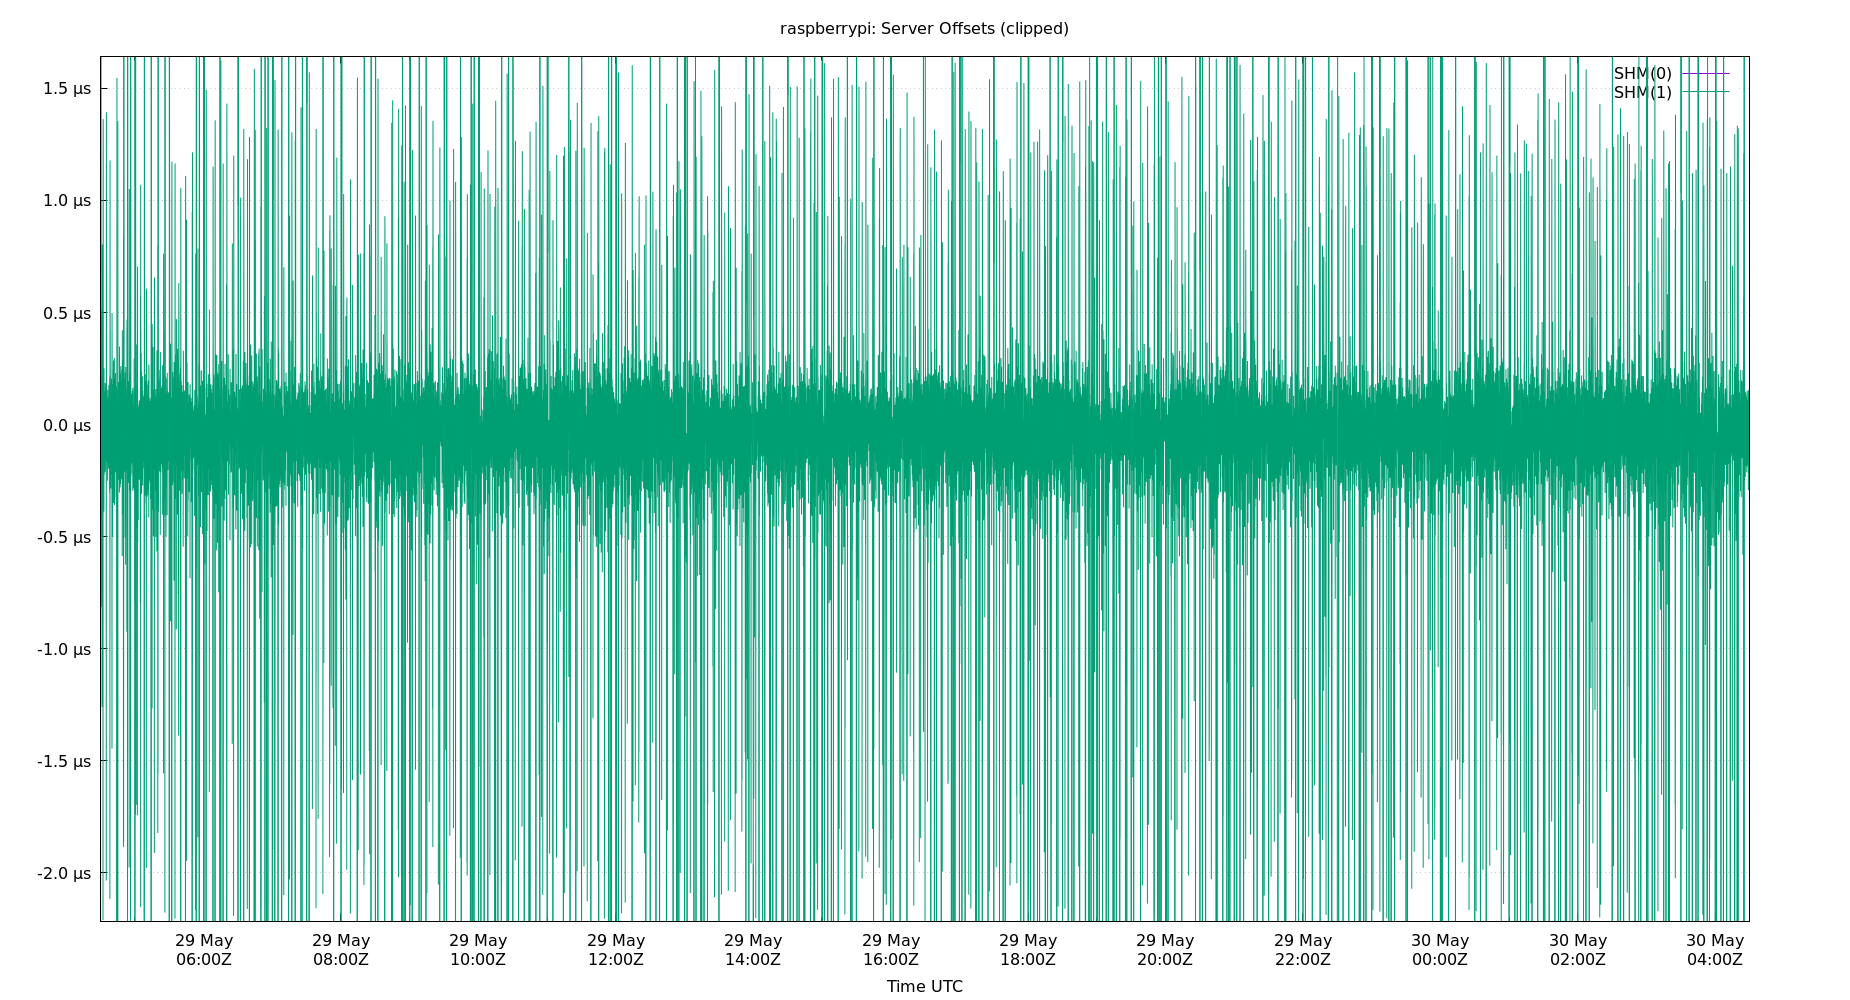 raspberrypi: Server Offsets (clipped)
SHM(0)
SHM(1)
1.5 µs
1.0 µs
0.5 µs
0.0 µs
-0.5 µs
-1.0 µs
-1.5 µs
-2.0 µs
29 May 29 May 29 May 29 May 29 May 29 May 29 May 29 May 29 May 30 May 30 May 30 May
06:00Z 08:00Z 10:00Z 12:00Z 14:00Z 16:00Z 18:00Z 20:00Z 22:00Z 00:00Z 02:00Z 04:00Z
Time UTC